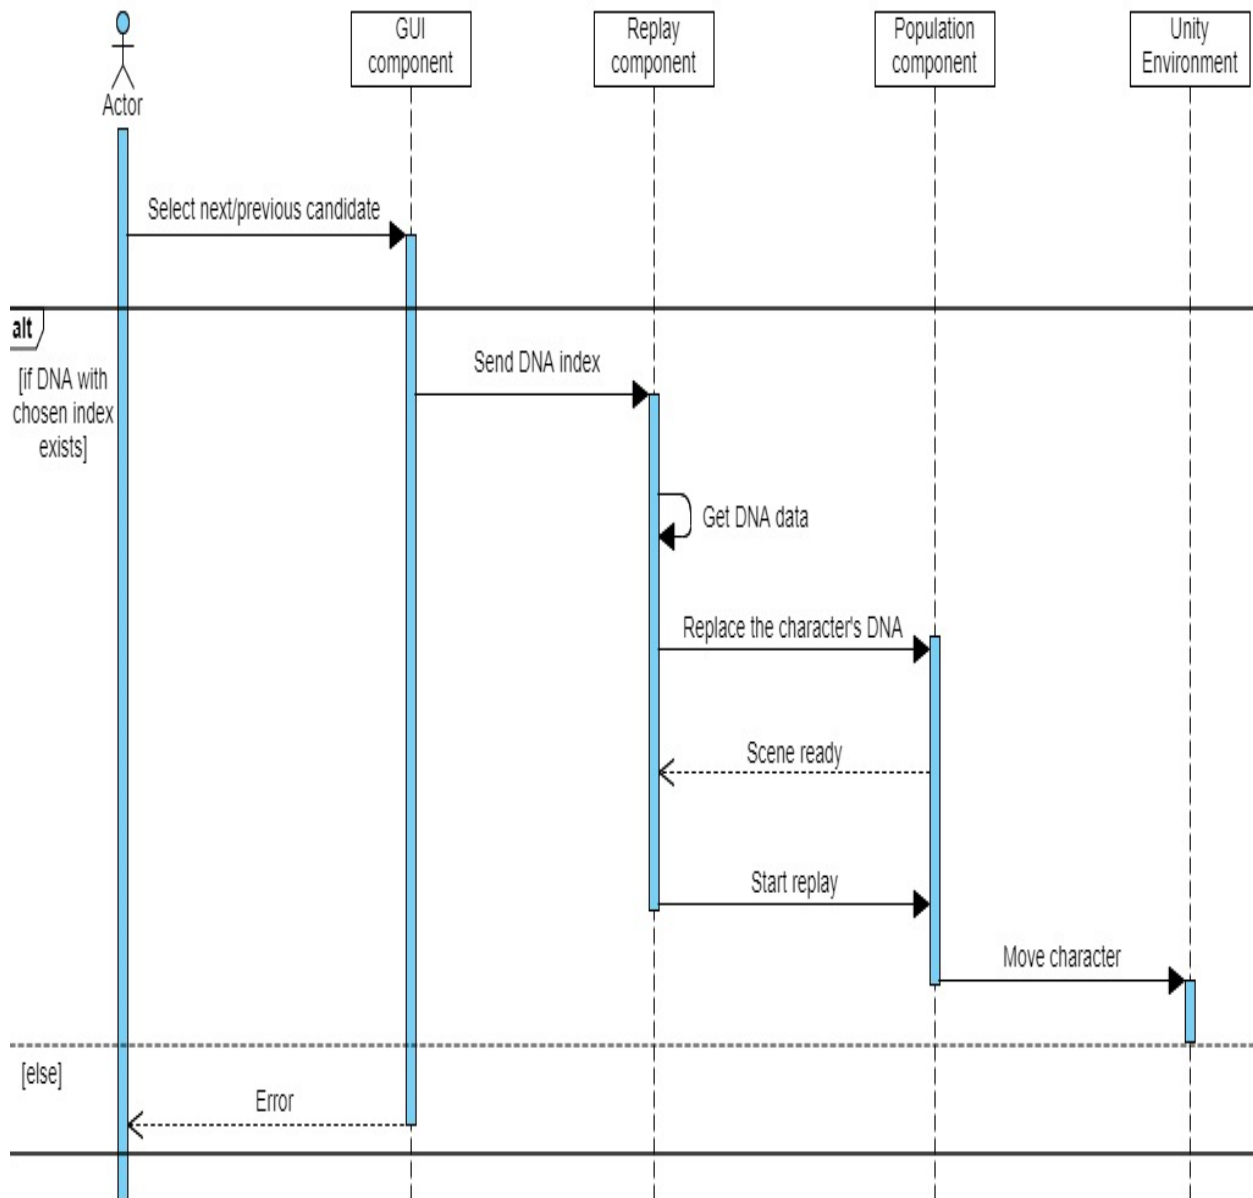 Actor
GUI
component
Replay
component
Population
component
Unity
Environment
Select next/previous candidate
alt
[if DNA with
chosen index
exists]
Send DNA index
Get DNA data
Replace the character's DNA
Scene ready
Start replay
Move character
[else]
Error